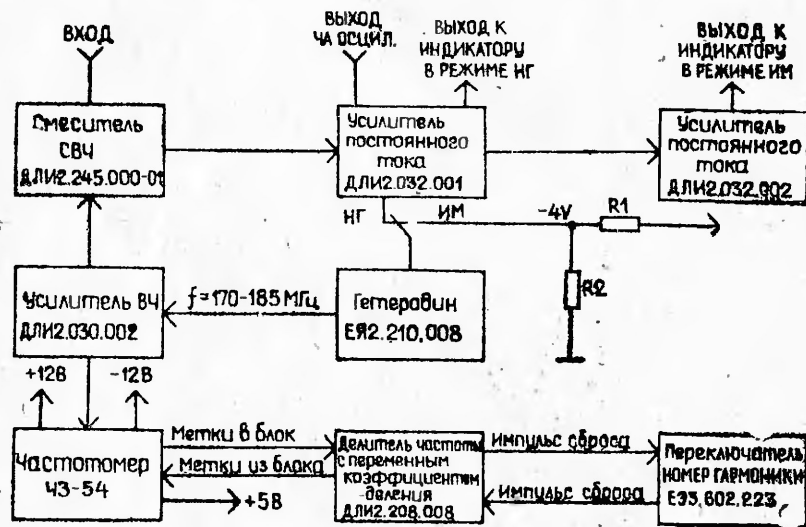 ВХОД
ВЫХОД
ЧА ОСЦИЛ.
ВЫХОД К
ИНДИКАТОРУ
В РЕЖИМЕ НГ
ВЫХОД К
ИНДИКАТОРУ
В РЕЖИМЕ ИМ
Смеситель
СВЧ
ДЛИ2.245.000-01
Усилитель
постоянного
тока
ДЛИ2.032.001
Усилитель
постоянного
тока
ДЛИ2.032.002
НГ
ИМ
-4V
R1
R2
Усилитель ВЧ
ДЛИ2.030.002
f=170-185 МГц
Гетеродин
ЕЯ2.210.008
+12В
-12В
Частотомер
Ч3-54
Метки в блок
Метки из блока
+5В
Делитель частоты
с переменным
коэффициентом
деления
ДЛИ2.208.008
Импульс сброса
Импульс сброса
Переключатель
НОМЕР ГАРМОНИКИ
ЕЭ3.602.223